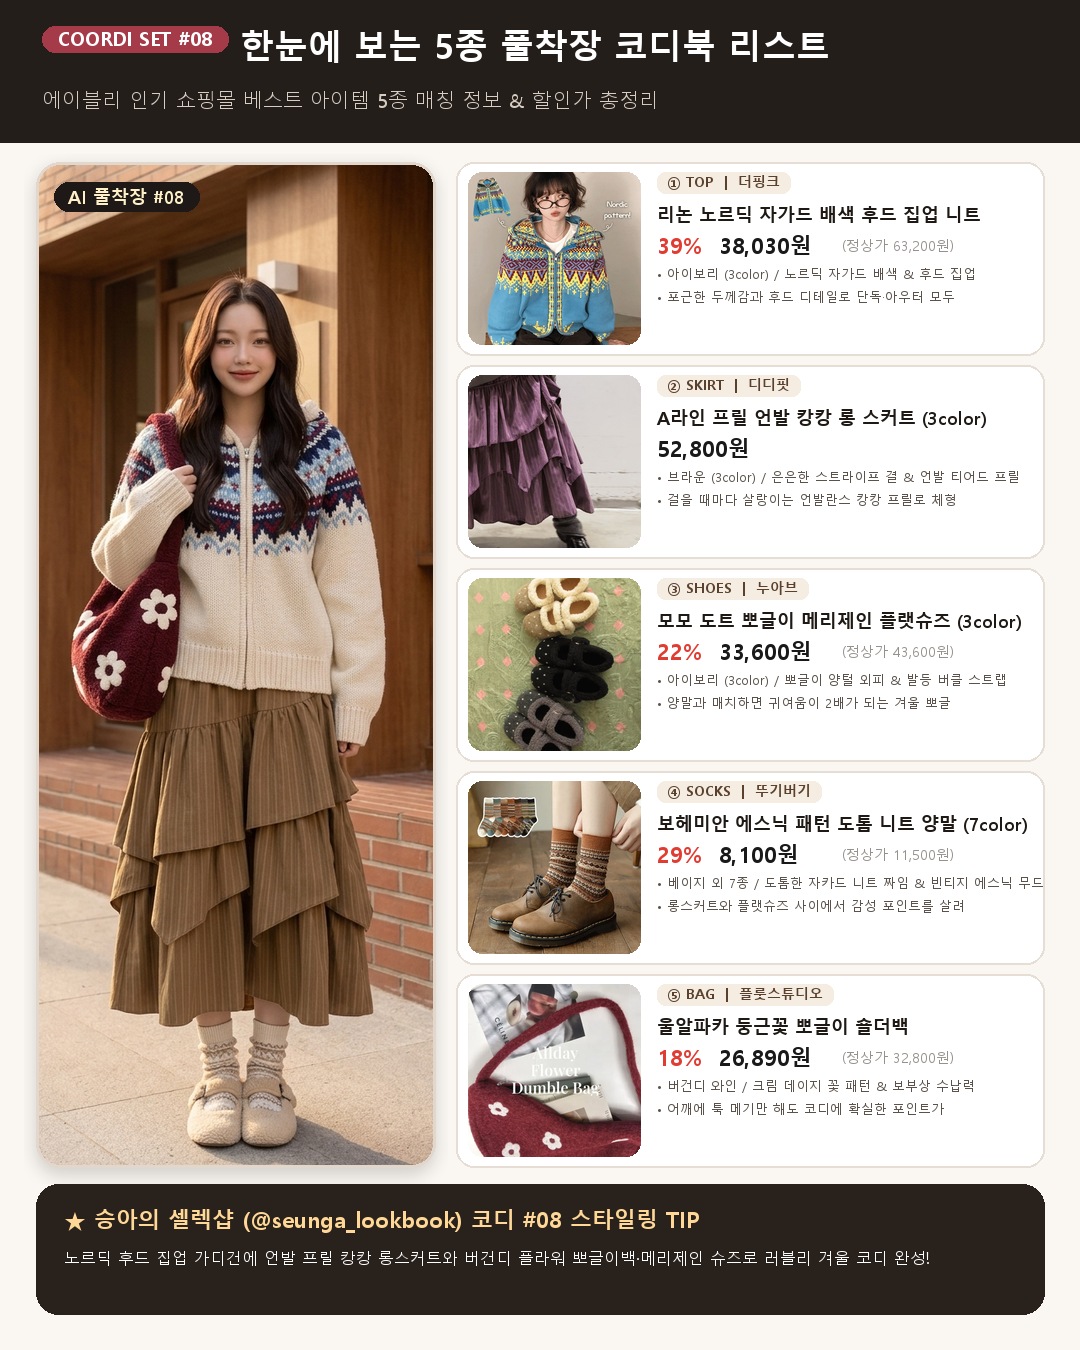 COORDI SET #08 한눈에 보는 5종 풀착장 코디북 리스트
에이블리 인기 쇼핑몰 베스트 아이템 5종 매칭 정보 & 할인가 총정리
AI 풀착장 #08
① TOP | 더핑크
리논 노르딕 자가드 배색 후드 집업 니트
39% 38,030원 (정상가 63,200원)
• 아이보리 (3color) / 노르딕 자가드 배색 & 후드 집업
• 포근한 두께감과 후드 디테일로 단독·아우터 모두
Nordic
pattern!
② SKIRT | 디디핏
A라인 프릴 언발 캉캉 롱 스커트 (3color)
52,800원
• 브라운 (3color) / 은은한 스트라이프 결 & 언발 티어드 프릴
• 걸을 때마다 살랑이는 언발란스 캉캉 프릴로 체형
③ SHOES | 누아브
모모 도트 뽀글이 메리제인 플랫슈즈 (3color)
22% 33,600원 (정상가 43,600원)
• 아이보리 (3color) / 뽀글이 양털 외피 & 발등 버클 스트랩
• 양말과 매치하면 귀여움이 2배가 되는 겨울 뽀글
④ SOCKS | 뚜기버기
보헤미안 에스닉 패턴 도톰 니트 양말 (7color)
29% 8,100원 (정상가 11,500원)
• 베이지 외 7종 / 도톰한 자카드 니트 짜임 & 빈티지 에스닉 무드
• 롱스커트와 플랫슈즈 사이에서 감성 포인트를 살려
⑤ BAG | 플룻스튜디오
울알파카 둥근꽃 뽀글이 숄더백
18% 26,890원 (정상가 32,800원)
• 버건디 와인 / 크림 데이지 꽃 패턴 & 보부상 수납력
• 어깨에 툭 메기만 해도 코디에 확실한 포인트가
Allday
Flower
Dumble Bag
★ 승아의 셀렉샵 (@seunga_lookbook) 코디 #08 스타일링 TIP
노르딕 후드 집업 가디건에 언발 프릴 캉캉 롱스커트와 버건디 플라워 뽀글이백·메리제인 슈즈로 러블리 겨울 코디 완성!